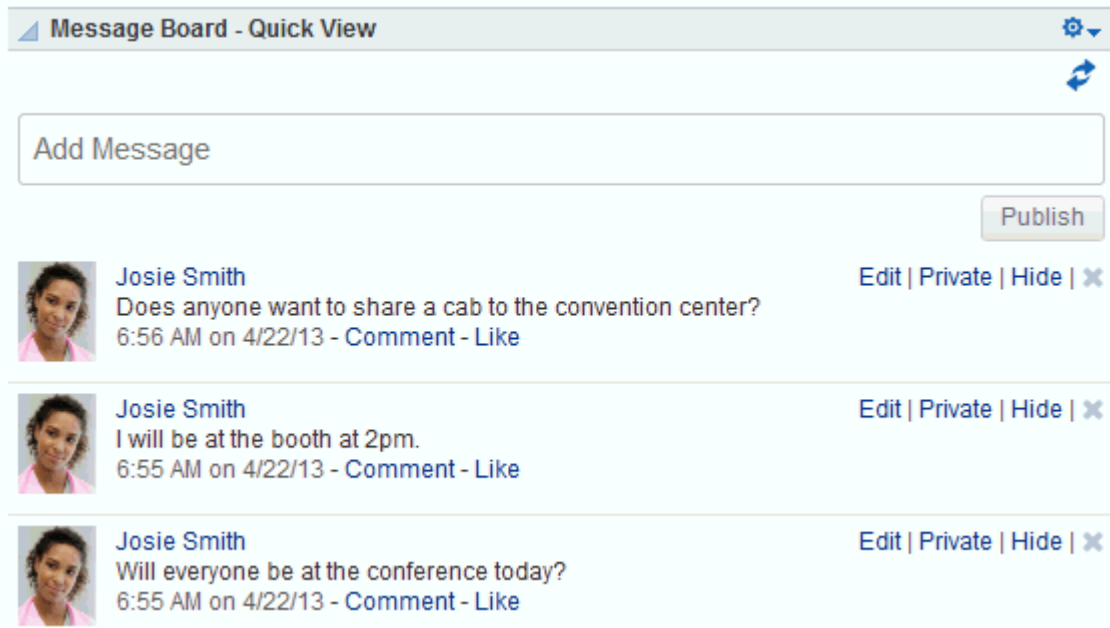 Message Board - Quick View
Add Message
Publish
Josie Smith
Edit | Private | Hide |
Does anyone want to share a cab to the convention center?
6:56 AM on 4/22/13 - Comment - Like
Josie Smith
Edit | Private | Hide |
I will be at the booth at 2pm.
6:55 AM on 4/22/13 - Comment - Like
Josie Smith
Edit | Private | Hide |
Will everyone be at the conference today?
6:55 AM on 4/22/13 - Comment - Like